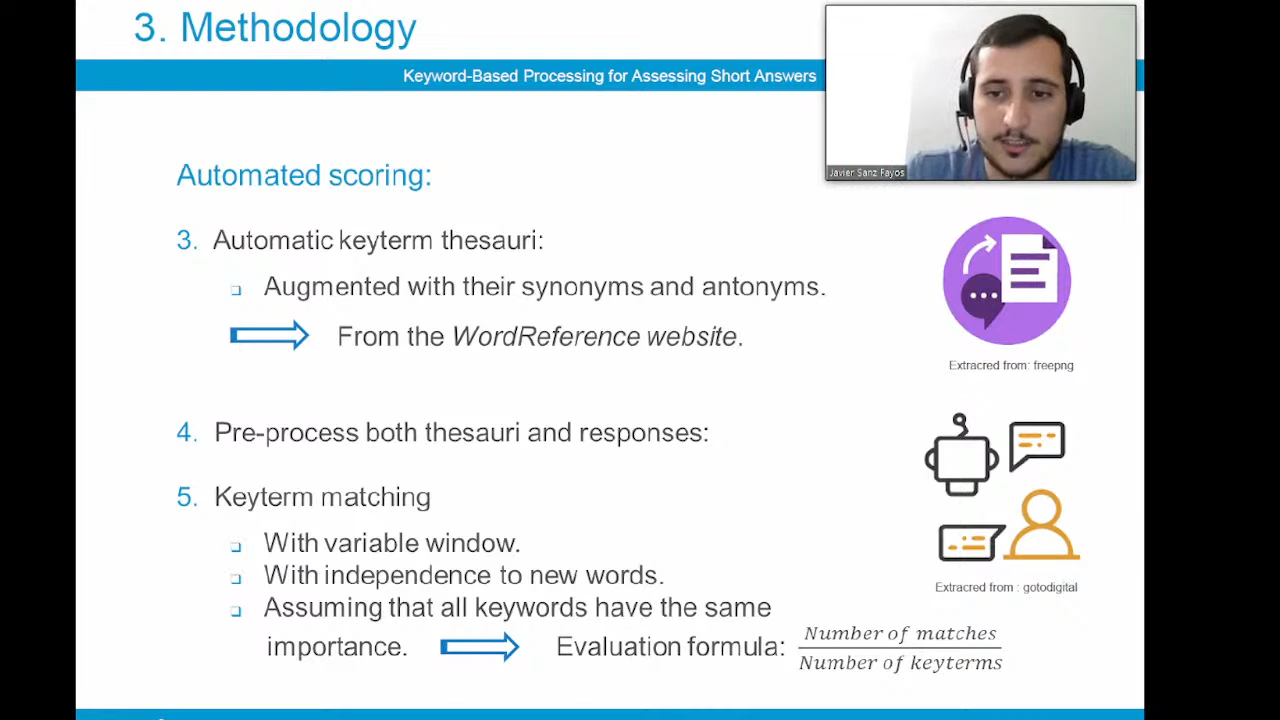 3. Methodology
Keyword-Based Processing for Assessing Short Answers
Javier Sanz Fayos
Automated scoring:
3. Automatic keyterm thesauri:
Augmented with their synonyms and antonyms.
From the WordReference website.
Extracred from: freepng
4. Pre-process both thesauri and responses:
5. Keyterm matching
With variable window.
With independence to new words.
Extracred from : gotodigital
Assuming that all keywords have the same
importance.
Evaluation formula:
Number of matches
Number of keyterms